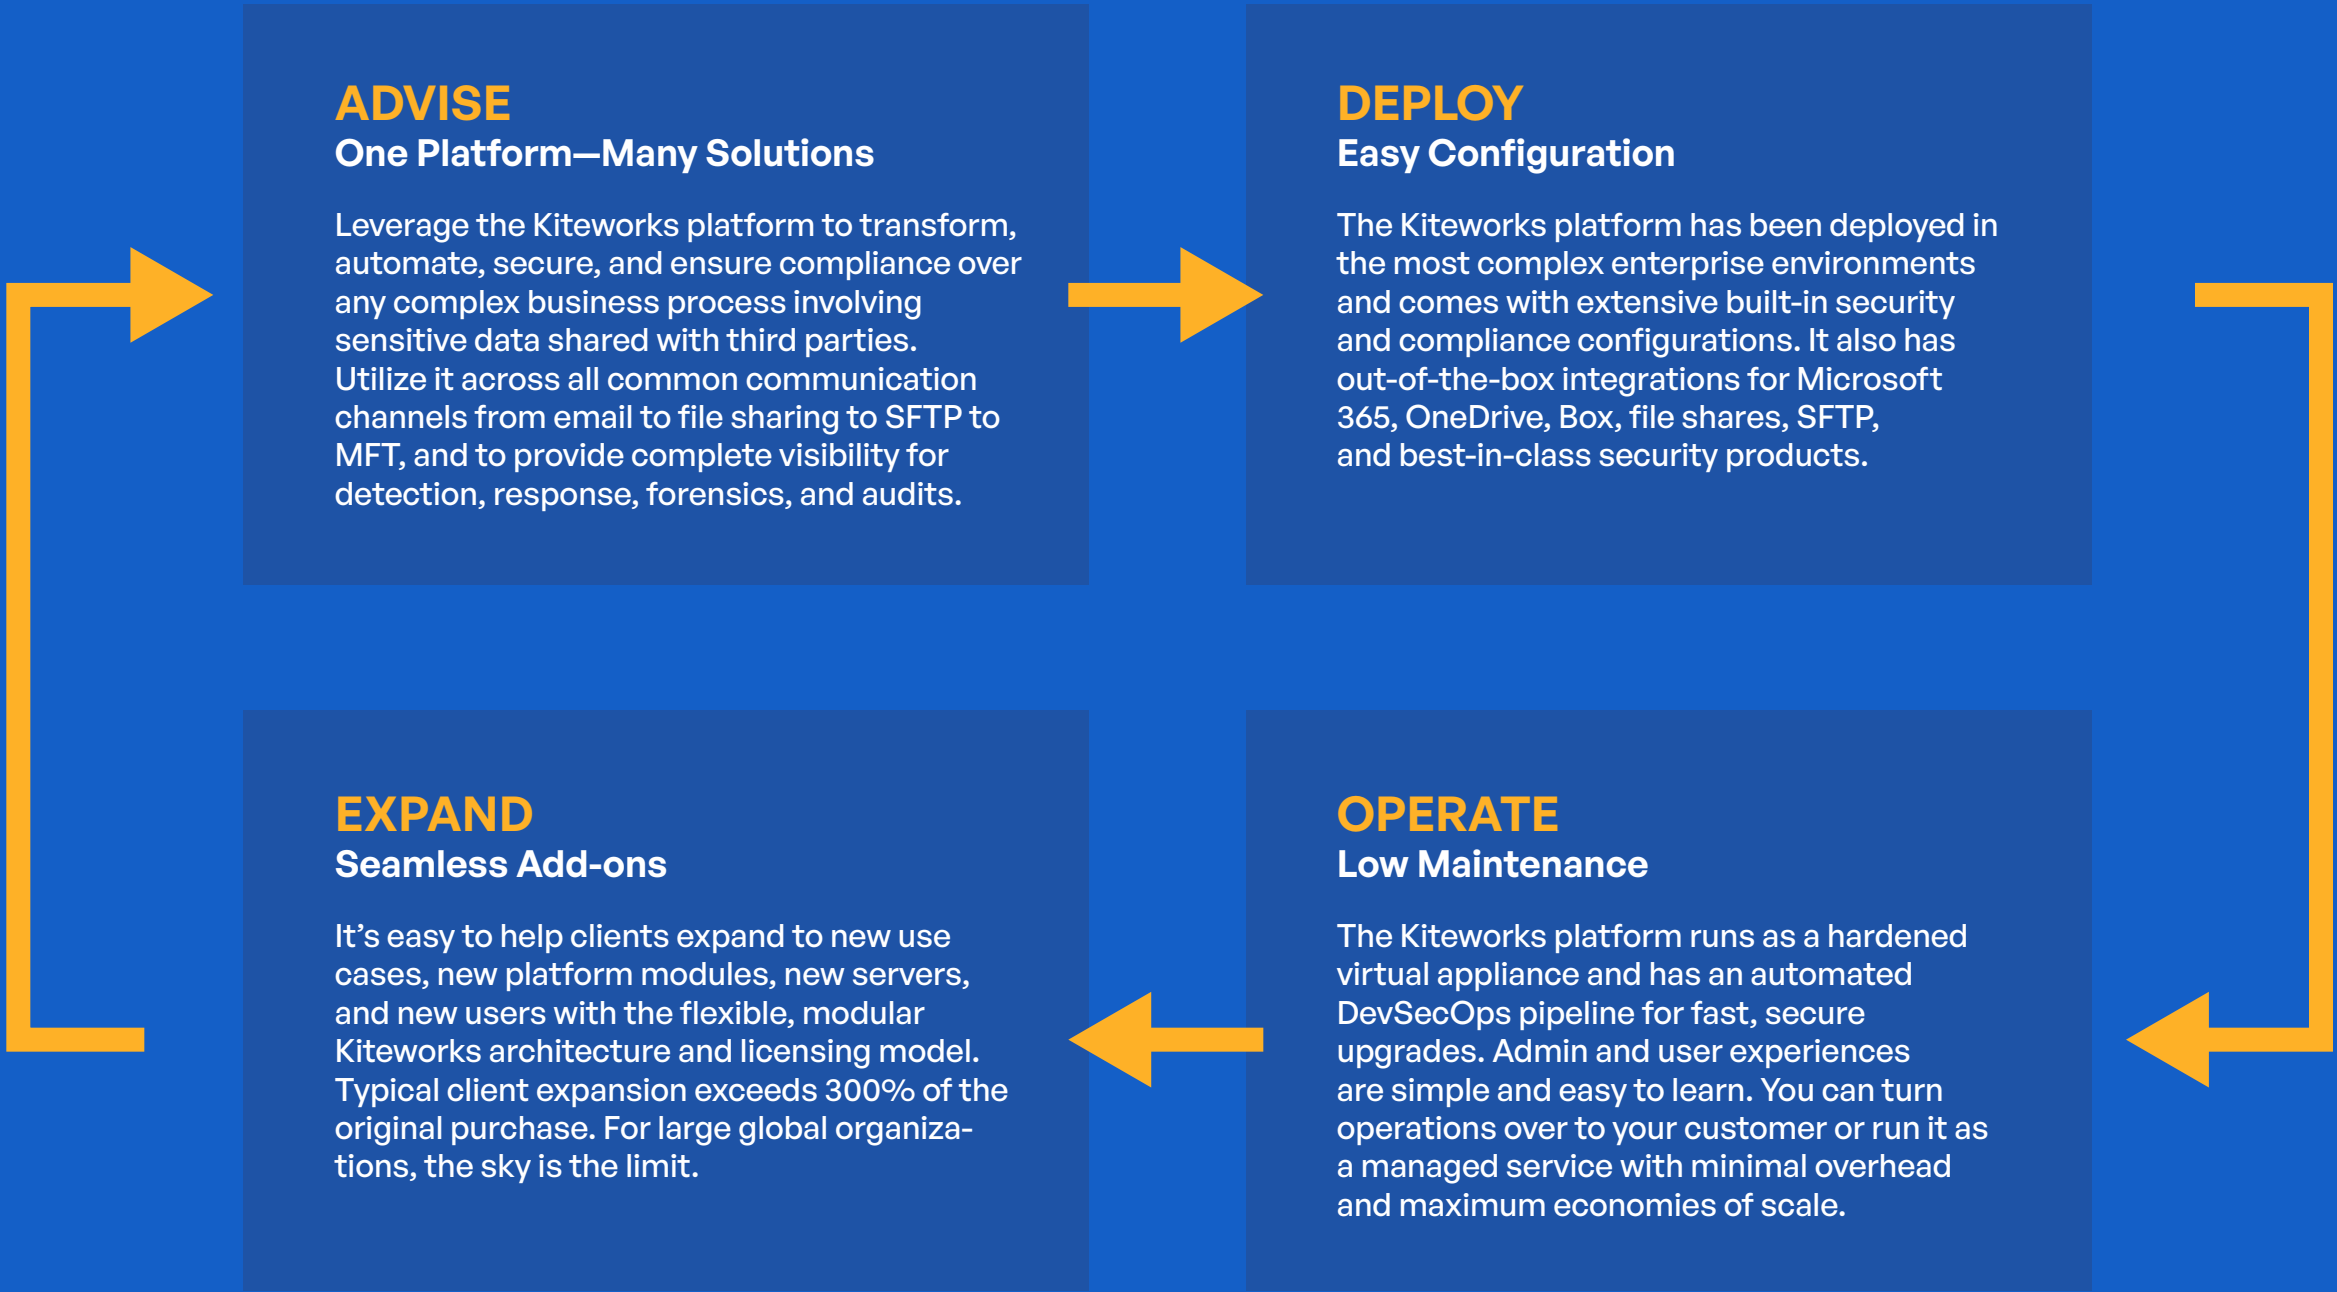 ADVISE
One Platform—Many Solutions
Leverage the Kiteworks platform to transform,
automate, secure, and ensure compliance over
any complex business process involving
sensitive data shared with third parties.
Utilize it across all common communication
channels from email to file sharing to SFTP to
MFT, and to provide complete visibility for
detection, response, forensics, and audits.
DEPLOY
Easy Configuration
The Kiteworks platform has been deployed in
the most complex enterprise environments
and comes with extensive built-in security
and compliance configurations. It also has
out-of-the-box integrations for Microsoft
365, OneDrive, Box, file shares, SFTP,
and best-in-class security products.
EXPAND
Seamless Add-ons
It’s easy to help clients expand to new use
cases, new platform modules, new servers,
and new users with the flexible, modular
Kiteworks architecture and licensing model.
Typical client expansion exceeds 300% of the
original purchase. For large global organiza-
tions, the sky is the limit.
OPERATE
Low Maintenance
The Kiteworks platform runs as a hardened
virtual appliance and has an automated
DevSecOps pipeline for fast, secure
upgrades. Admin and user experiences
are simple and easy to learn. You can turn
operations over to your customer or run it as
a managed service with minimal overhead
and maximum economies of scale.